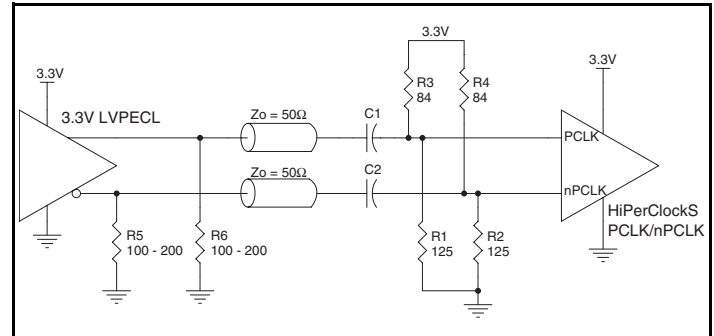 3.3V
3.3V LVPECL
R5
100 - 200
R6
100 - 200
Zo = 50Ω
Zo = 50Ω
C1
C2
3.3V
R3
84
R4
84
R1
125
R2
125
3.3V
PCLK
nPCLK
HiPerClockS
PCLK/nPCLK